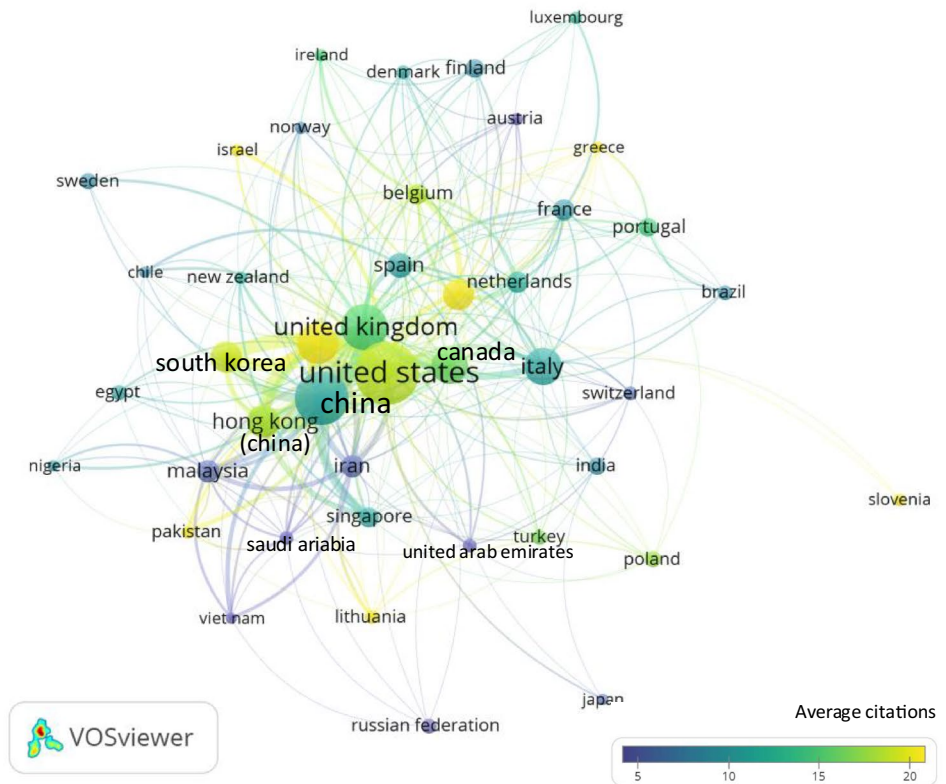 luxembourg
ireland
denmark
finland
austria
norway
israel
greece
sweden
belgium
france
portugal
chile
new zealand
spain
netherlands
brazil
united kingdom
south korea
canada
united states
italy
egypt
china
switzerland
hong kong
(china)
nigeria
malaysia
iran
india
slovenia
singapore
pakistan
saudi ariabia
united arab emirates
turkey
poland
viet nam
lithuania
japan
russian federation
VOSviewer
Average citations
5 10 15 20